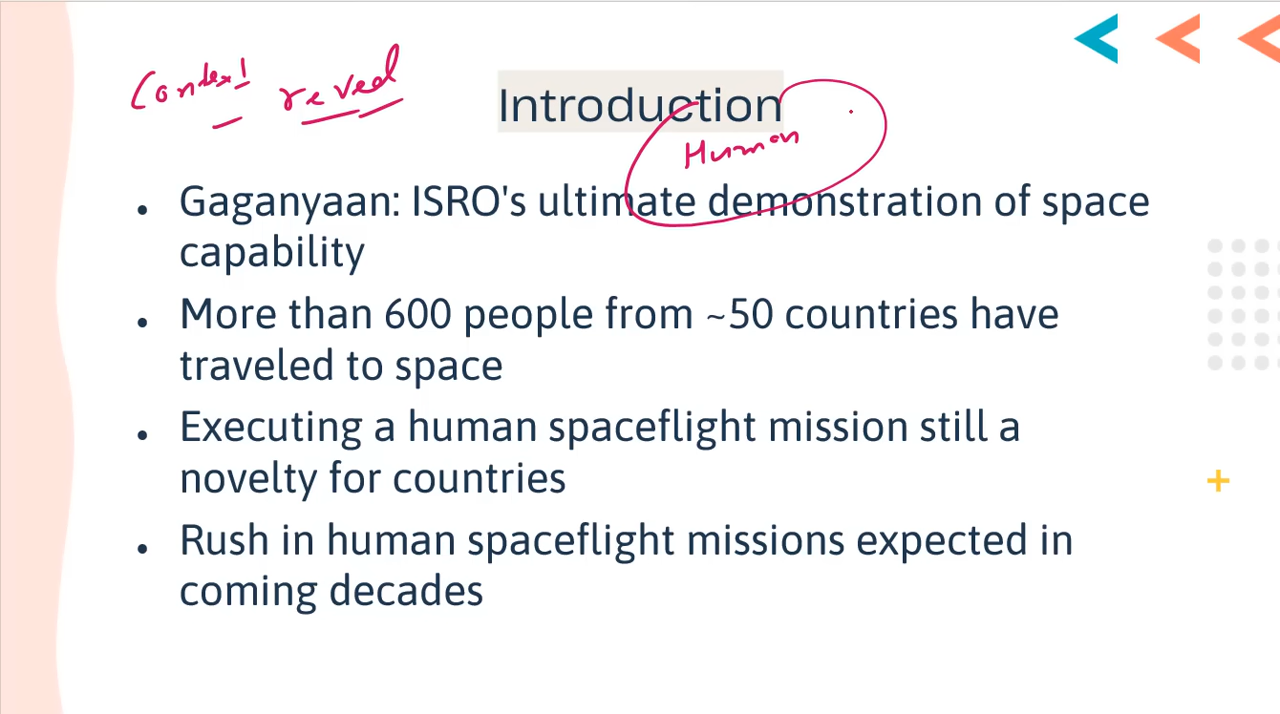 Context reved
Introduction
Human
• Gaganyaan: ISRO's ultimate demonstration of space
capability
• More than 600 people from ~50 countries have
traveled to space
• Executing a human spaceflight mission still a
novelty for countries
• Rush in human spaceflight missions expected in
coming decades